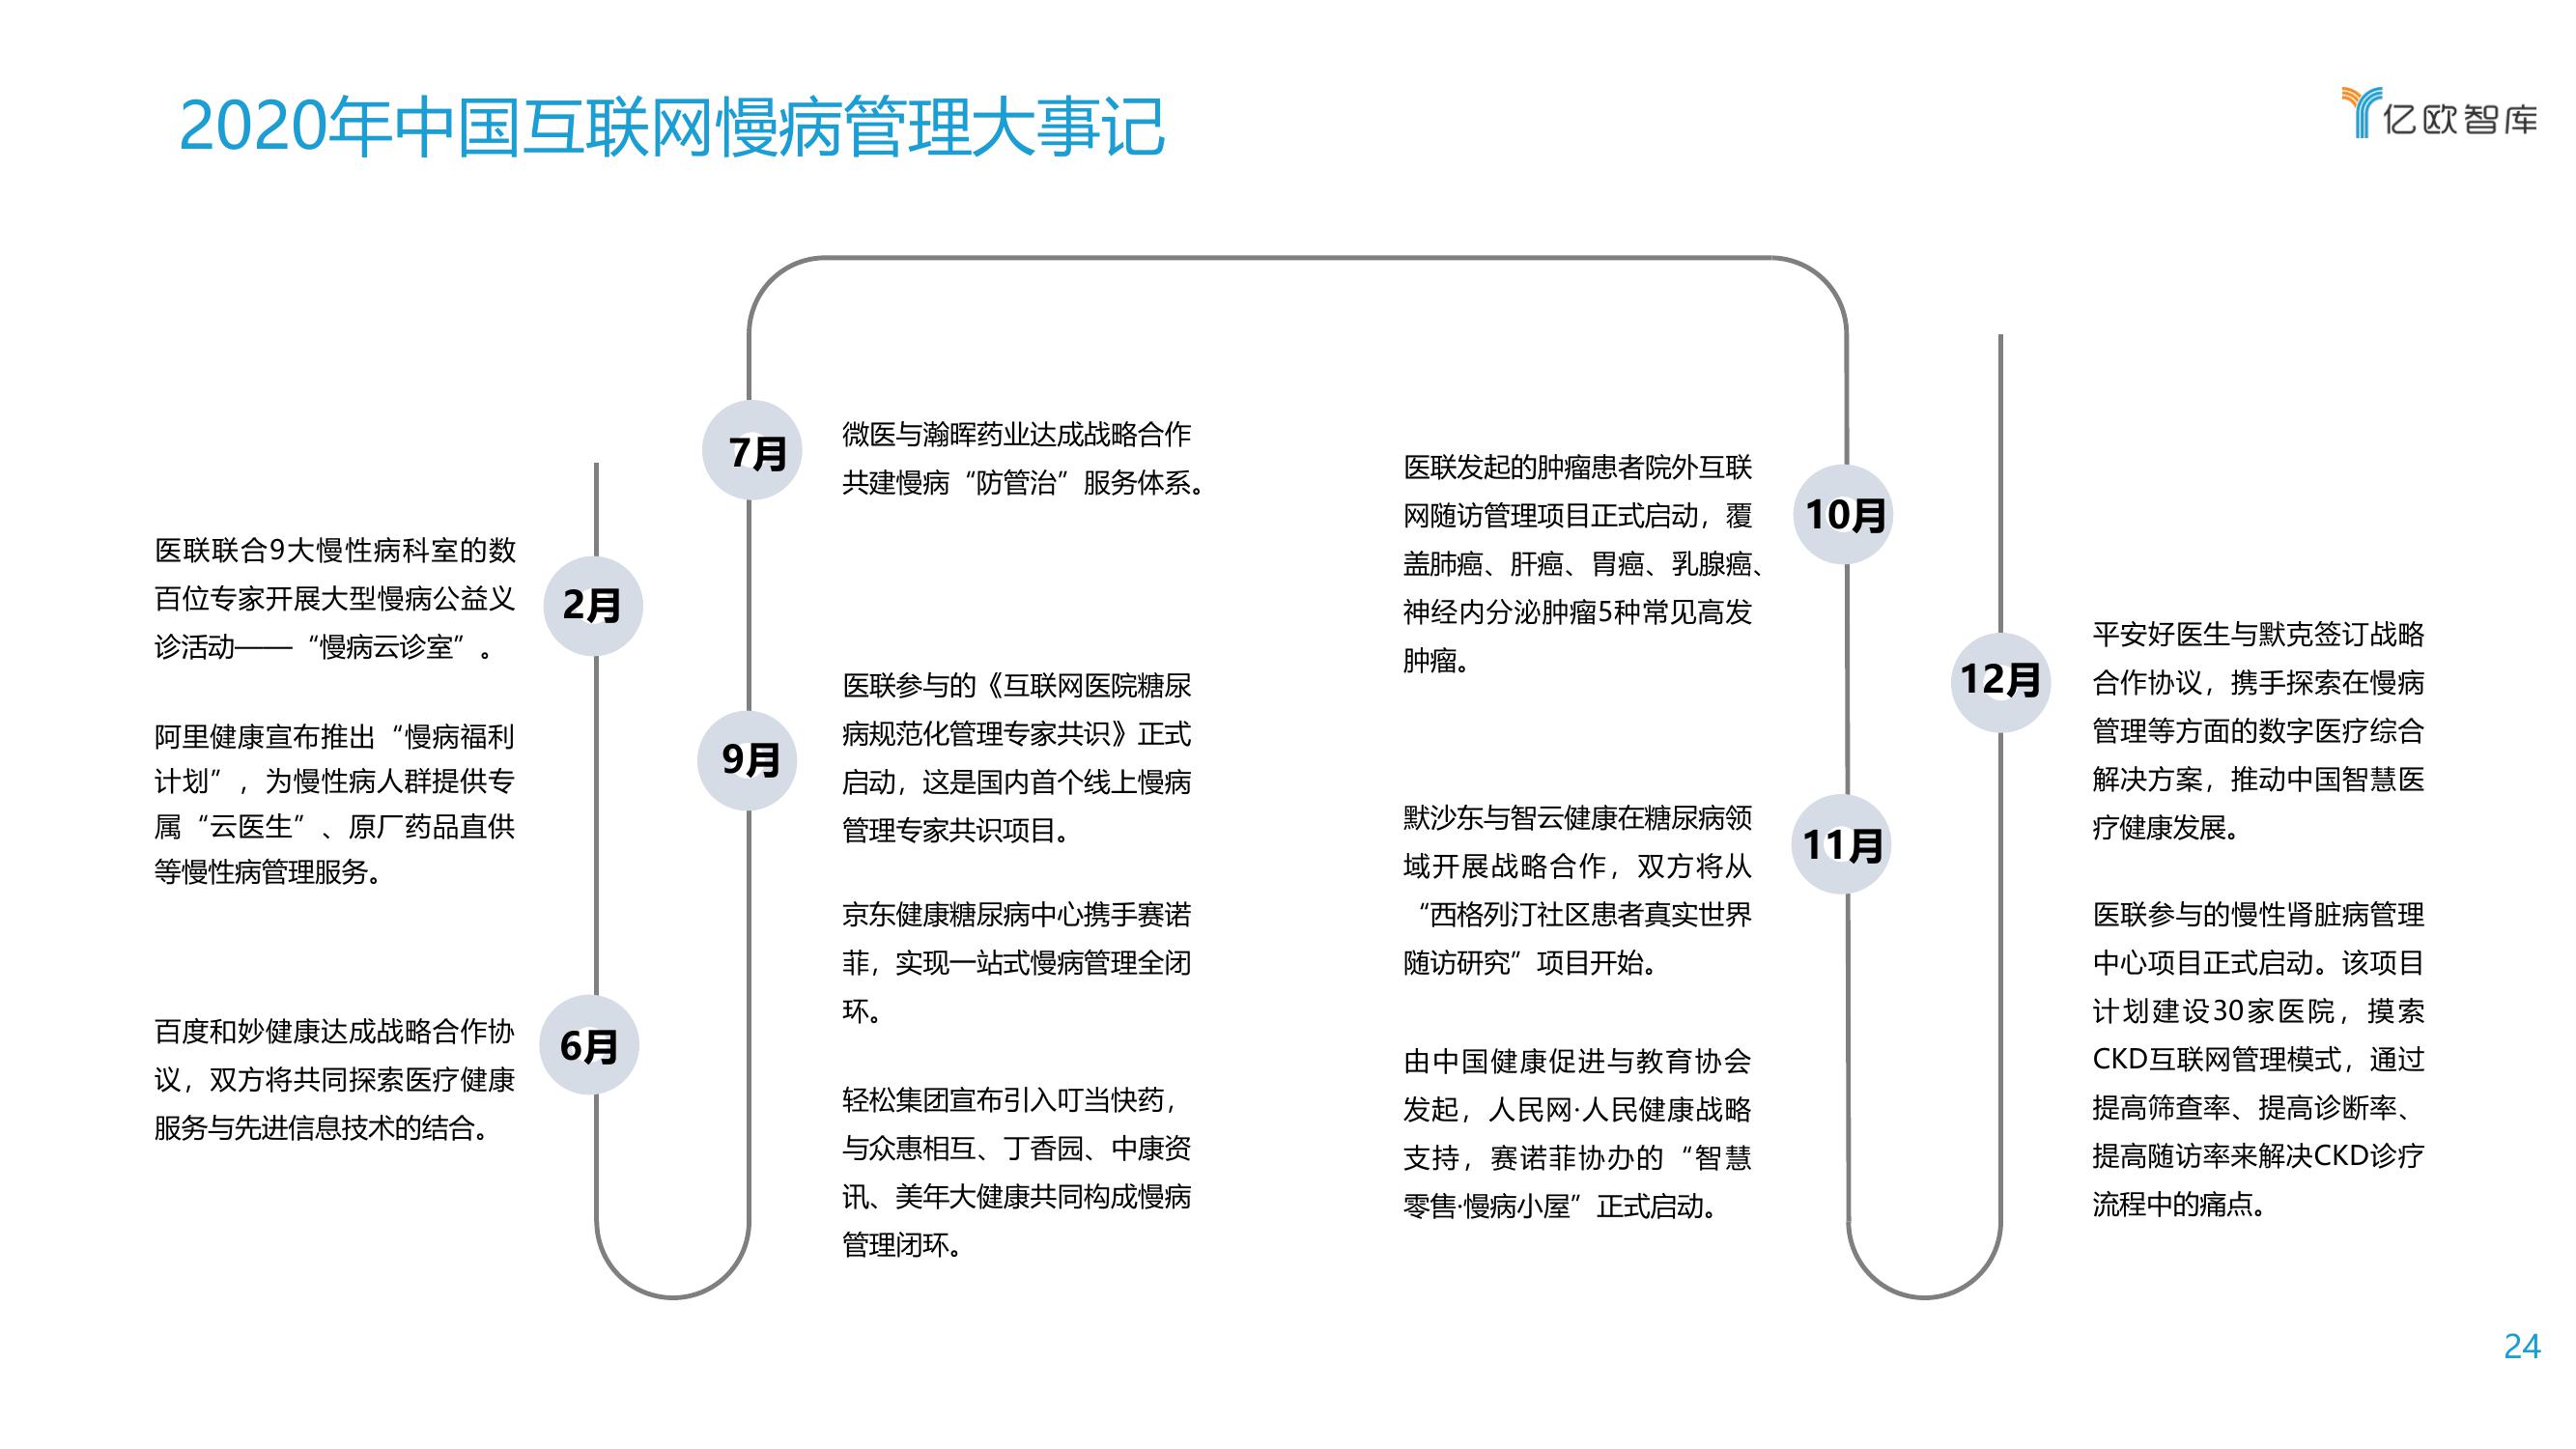 2020年中国互联网慢病管理大事记
亿欧智库
2月
医联联合9大慢性病科室的数
百位专家开展大型慢病公益义
诊活动——“慢病云诊室”。
阿里健康宣布推出“慢病福利
计划”，为慢性病人群提供专
属“云医生”、原厂药品直供
等慢性病管理服务。
6月
百度和妙健康达成战略合作协
议，双方将共同探索医疗健康
服务与先进信息技术的结合。
7月
微医与瀚晖药业达成战略合作
共建慢病“防管治”服务体系。
9月
医联参与的《互联网医院糖尿
病规范化管理专家共识》正式
启动，这是国内首个线上慢病
管理专家共识项目。
京东健康糖尿病中心携手赛诺
菲，实现一站式慢病管理全闭
环。
轻松集团宣布引入叮当快药，
与众惠相互、丁香园、中康资
讯、美年大健康共同构成慢病
管理闭环。
10月
医联发起的肿瘤患者院外互联
网随访管理项目正式启动，覆
盖肺癌、肝癌、胃癌、乳腺癌、
神经内分泌肿瘤5种常见高发
肿瘤。
11月
默沙东与智云健康在糖尿病领
域开展战略合作，双方将从
“西格列汀社区患者真实世界
随访研究”项目开始。
由中国健康促进与教育协会
发起，人民网·人民健康战略
支持，赛诺菲协办的“智慧
零售·慢病小屋”正式启动。
12月
平安好医生与默克签订战略
合作协议，携手探索在慢病
管理等方面的数字医疗综合
解决方案，推动中国智慧医
疗健康发展。
医联参与的慢性肾脏病管理
中心项目正式启动。该项目
计划建设30家医院，摸索
CKD互联网管理模式，通过
提高筛查率、提高诊断率、
提高随访率来解决CKD诊疗
流程中的痛点。
24